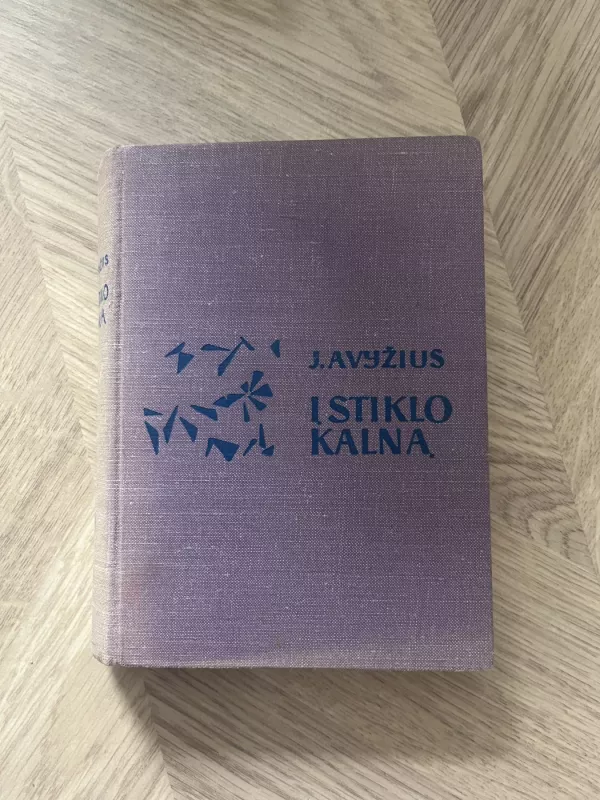 J. AVYŽIUS
Į STIKLO
KALNĄ